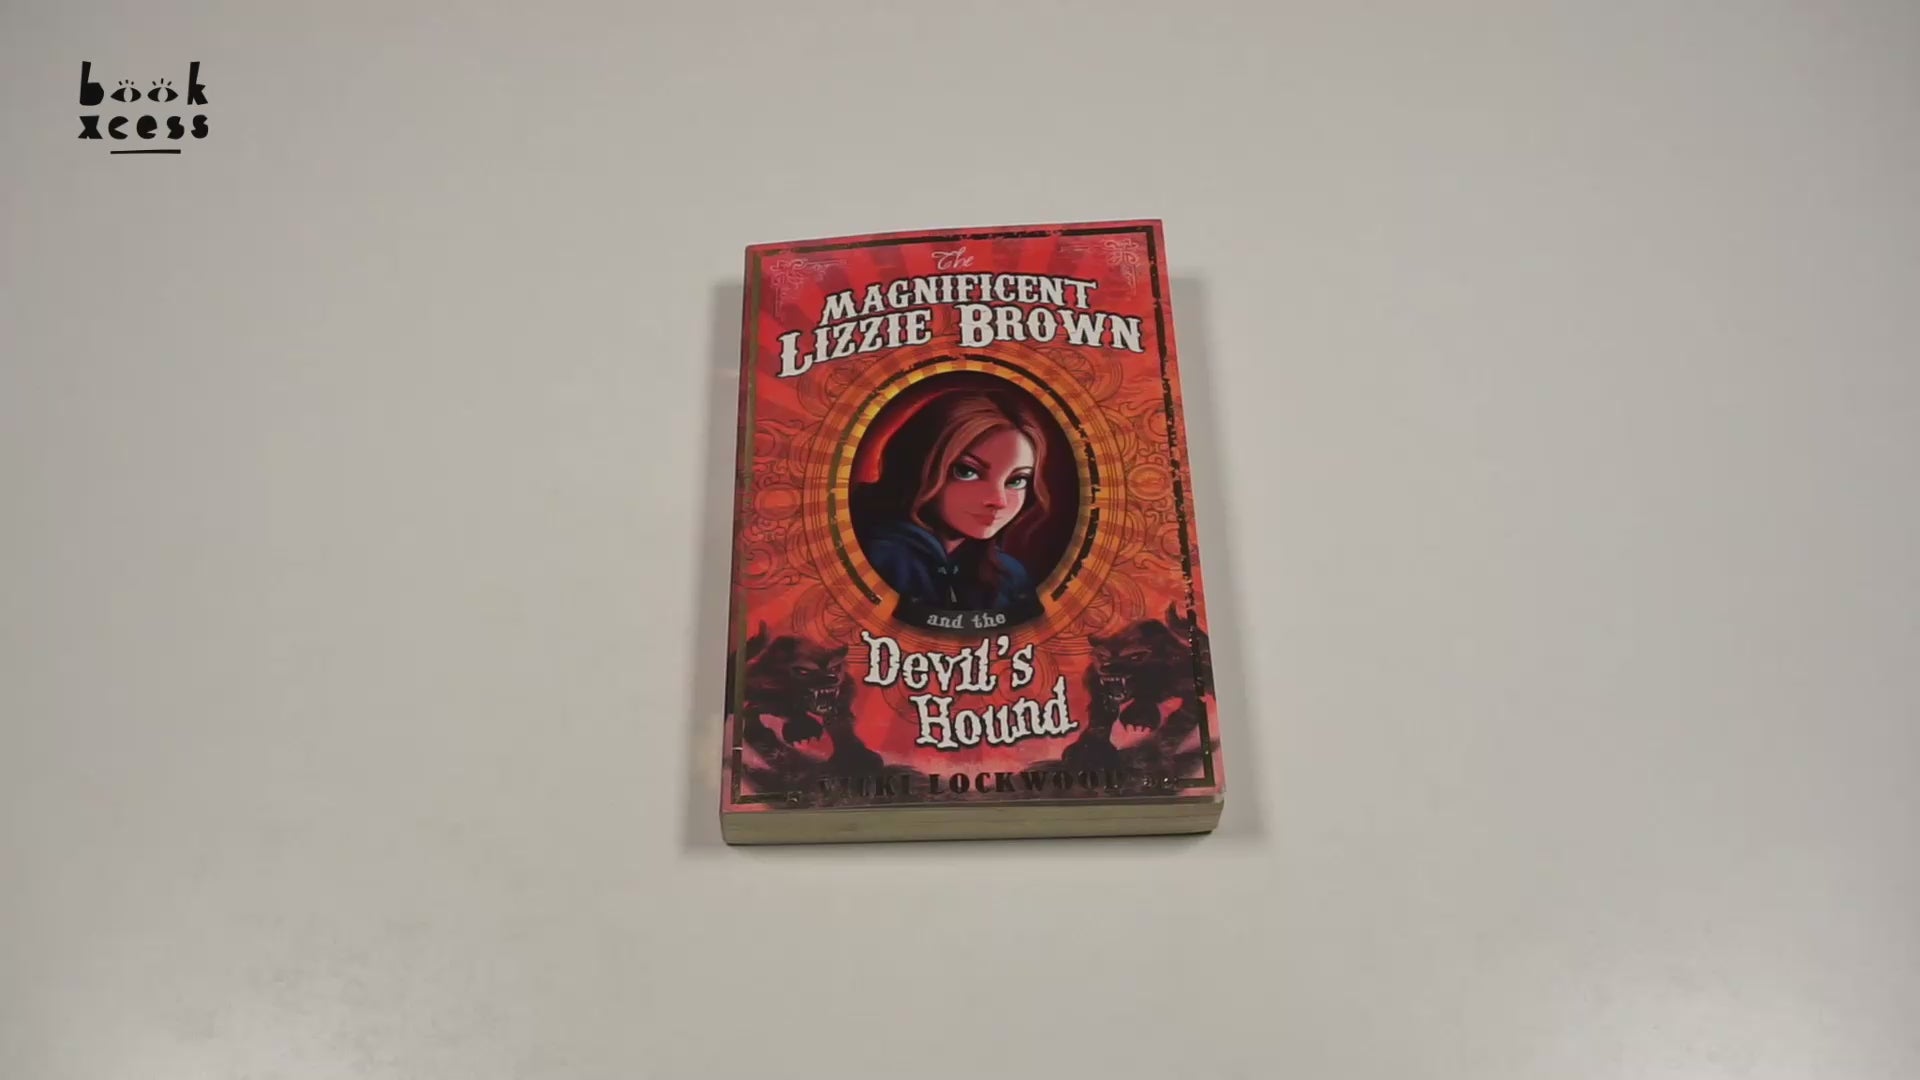 book
xcess
The
MAGNIFICENT
LIZZIE BROWN
and the
Devil's
Hound
VICKI LOCKWOOD